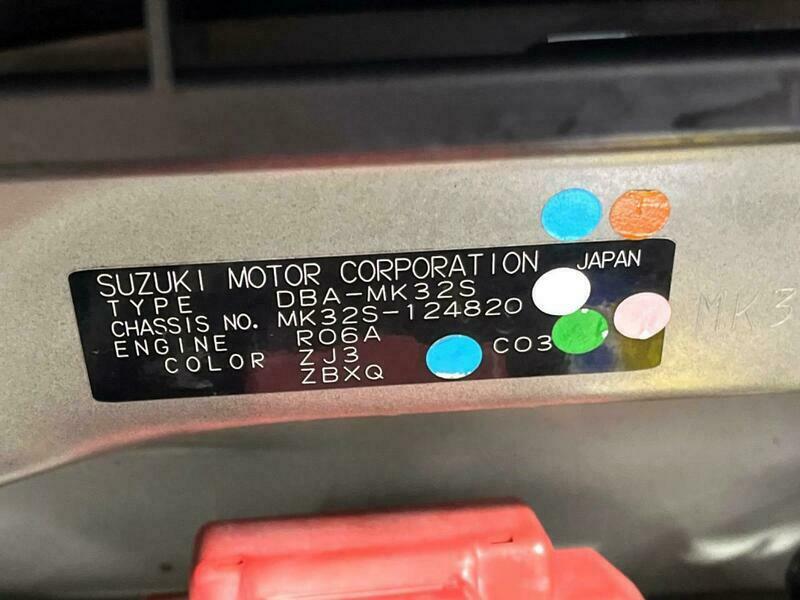 SUZUKI MOTOR CORPORATION JAPAN
TYPE DBA-MK32S
CHASSIS NO. MK32S-124820
ENGINE R06A
COLOR ZJ3 C03
ZBXQ
MK3